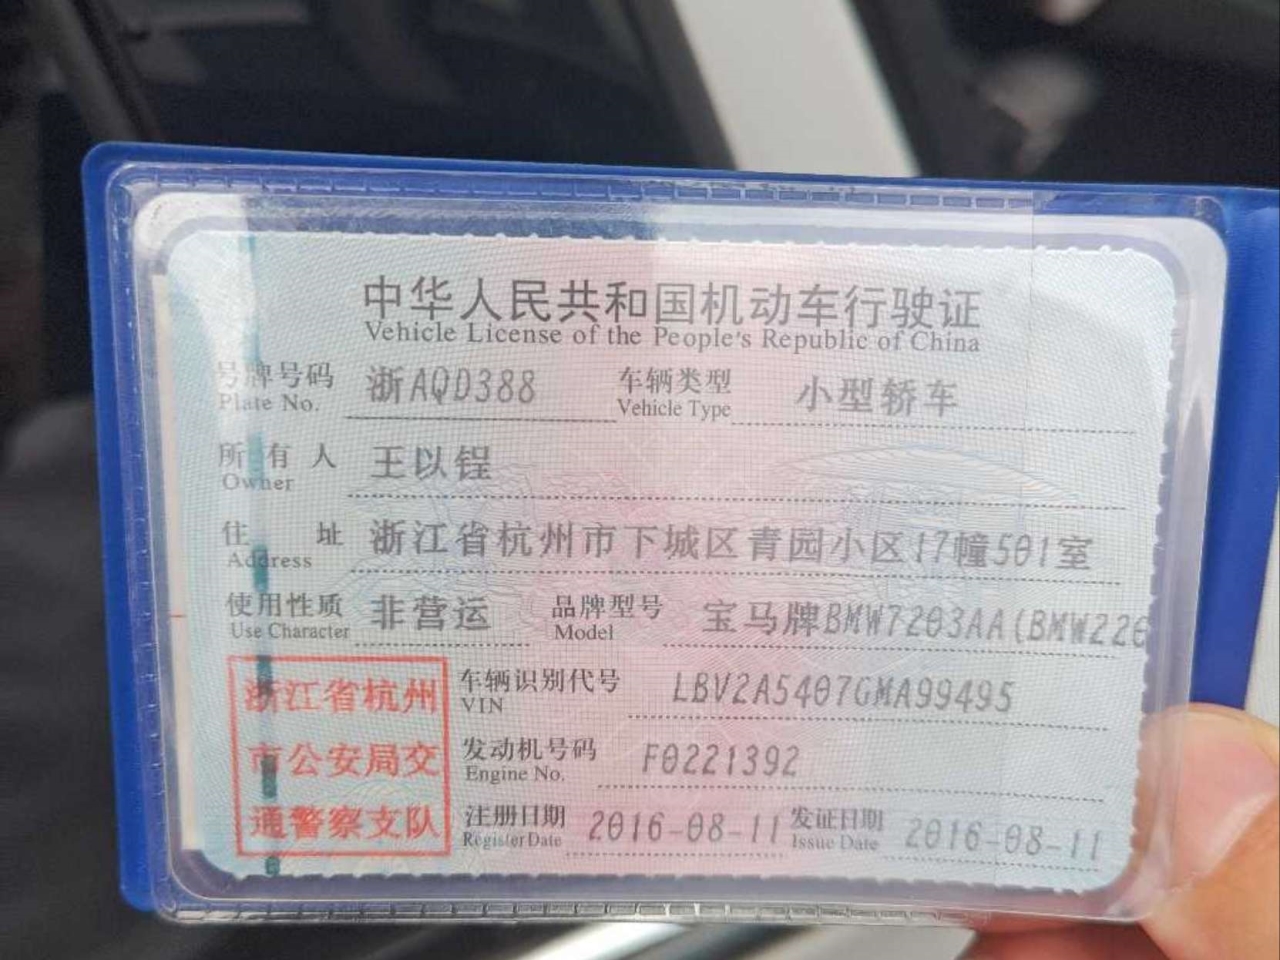 中华人民共和国机动车行驶证
Vehicle License of the People's Republic of China
号牌号码 浙AQD388 车辆类型 小型轿车
Plate No. Vehicle Type
所有人 王以锃
Owner
住址 浙江省杭州市下城区青园小区17幢501室
Address
使用性质 非营运 品牌型号 宝马牌BMW7203AA(BMW226
Use Character Model
浙江省杭州
市公安局交
通警察支队
车辆识别代号 LBV2A5407GMA99495
VIN
发动机号码 F0221392
Engine No.
注册日期 2016-08-11 发证日期 2016-08-11
Register Date Issue Date